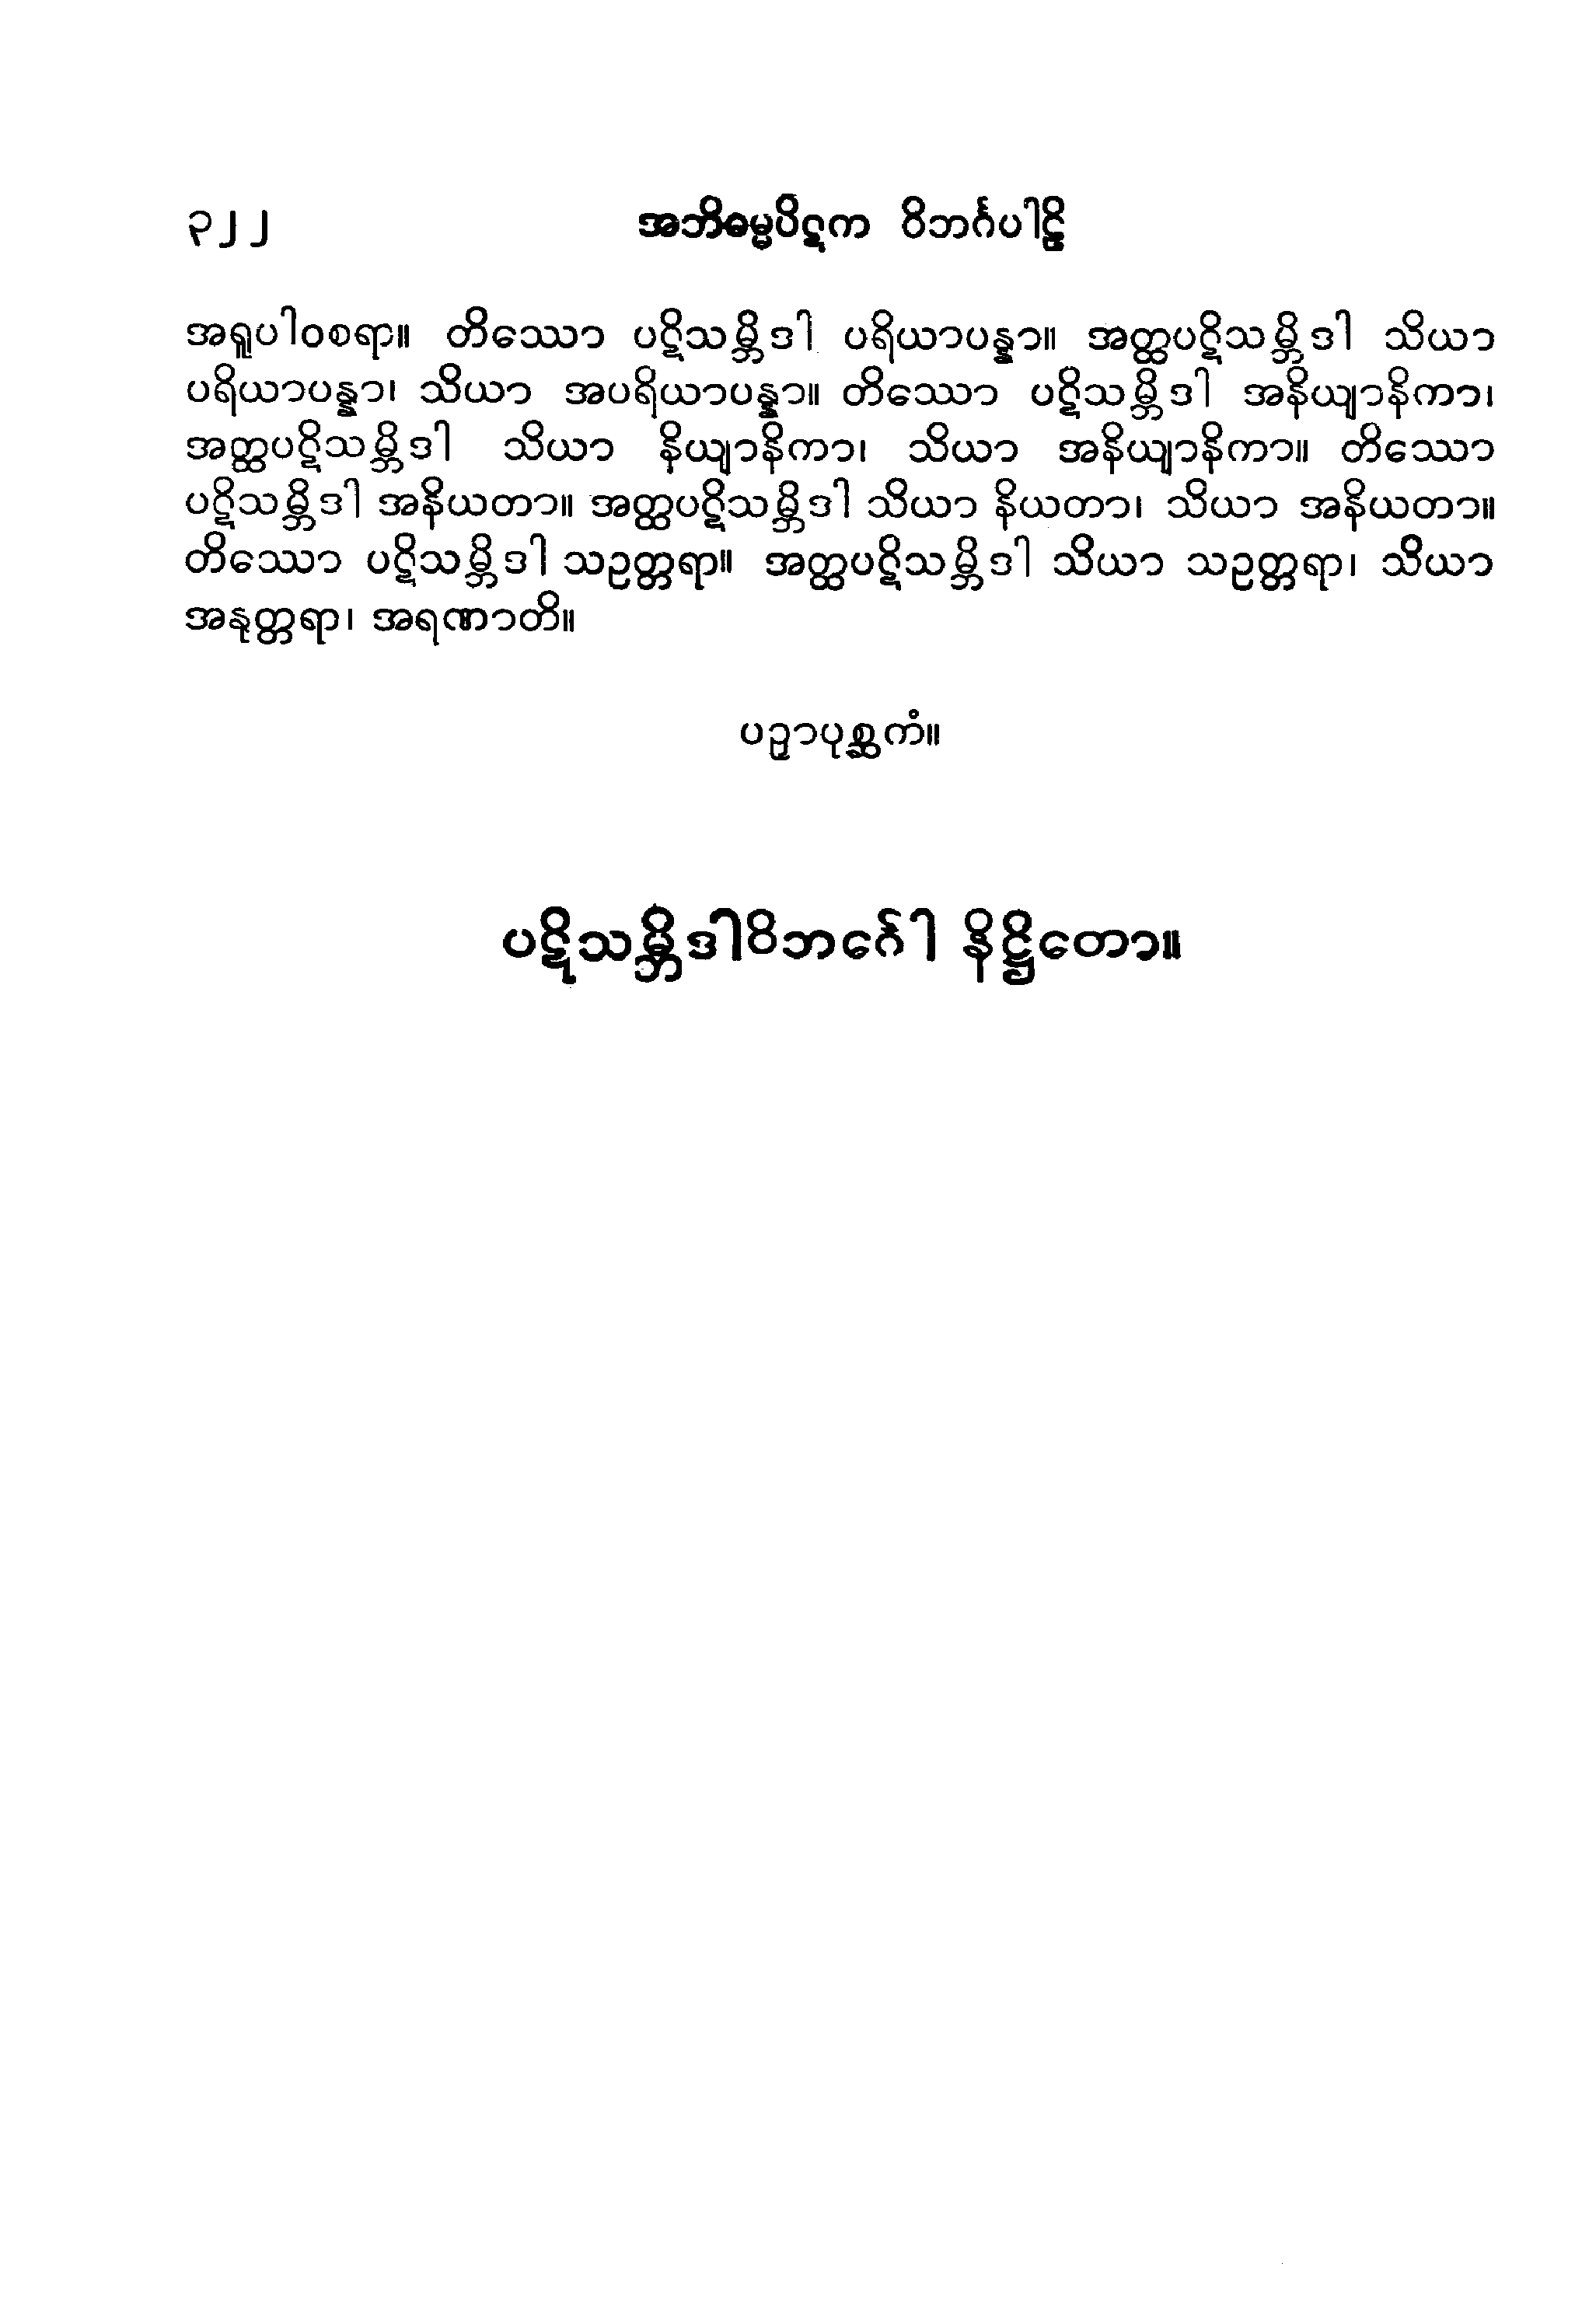 ၃၂၂ အဘိဓမ္မပိဋက ဝိဘင်္ဂပါဠိ
အရူပါဝစရာ။ တိဿော ပဋိသမ္ဘိဒါ ပရိယာပန္နာ။ အတ္ထပဋိသမ္ဘိဒါ သိယာ
ပရိယာပန္နာ၊ သိယာ အပရိယာပန္နာ။ တိဿော ပဋိသမ္ဘိဒါ အနိယျာနိကာ၊
အတ္ထပဋိသမ္ဘိဒါ သိယာ နိယျာနိကာ၊ သိယာ အနိယျာနိကာ။ တိဿော
ပဋိသမ္ဘိဒါ အနိယတာ။ အတ္ထပဋိသမ္ဘိဒါ သိယာ နိယတာ၊ သိယာ အနိယတာ။
တိဿော ပဋိသမ္ဘိဒါ သဥတ္တရာ။ အတ္ထပဋိသမ္ဘိဒါ သိယာ သဥတ္တရာ၊ သိယာ
အနုတ္တရာ၊ အရဏာတိ။
ပဉှာပုစ္ဆကံ။
ပဋိသမ္ဘိဒါဝိဘင်္ဂေါ နိဋ္ဌိတော။